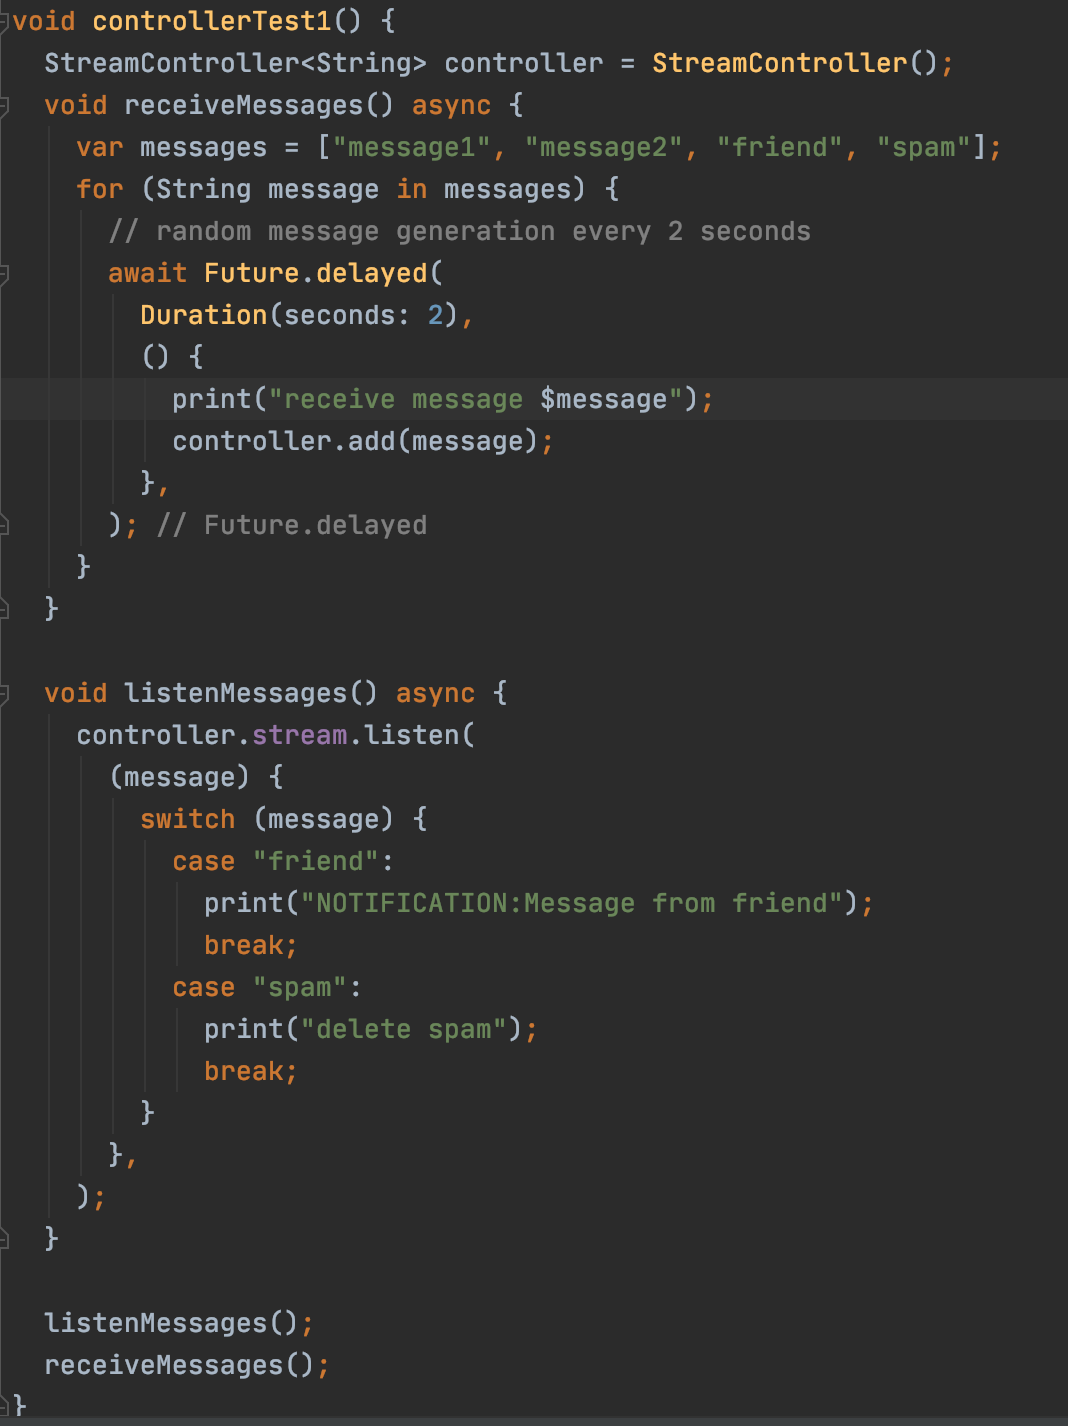 void controllerTest1() {
  StreamController<String> controller = StreamController();
  void receiveMessages() async {
    var messages = ["message1", "message2", "friend", "spam"];
    for (String message in messages) {
      // random message generation every 2 seconds
      await Future.delayed(
        Duration(seconds: 2),
        () {
          print("receive message $message");
          controller.add(message);
        },
      ); // Future.delayed
    }
  }

  void listenMessages() async {
    controller.stream.listen(
      (message) {
        switch (message) {
          case "friend":
            print("NOTIFICATION:Message from friend");
            break;
          case "spam":
            print("delete spam");
            break;
        }
      },
    );
  }

  listenMessages();
  receiveMessages();
}